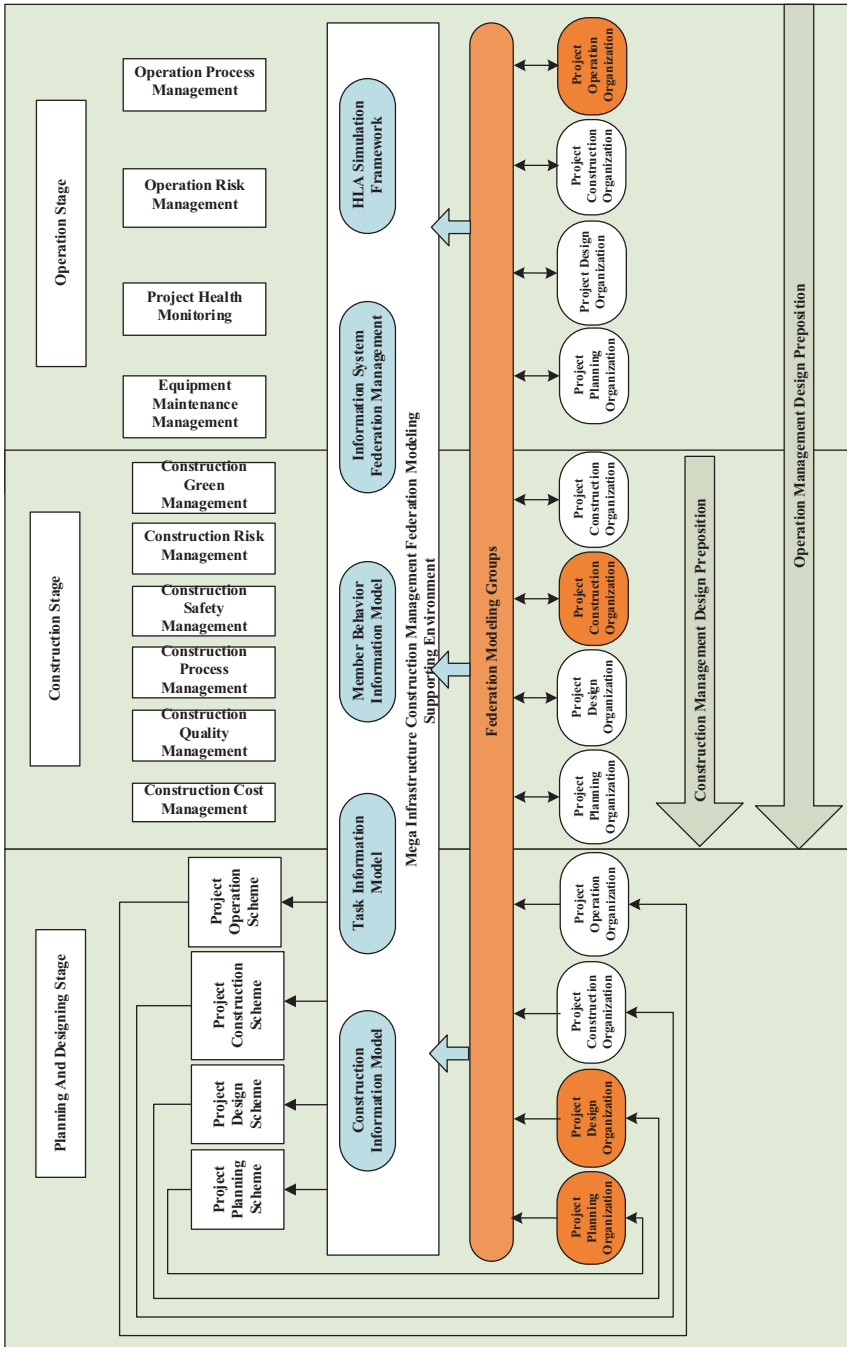 Planning And Designing Stage
Construction Stage
Operation Stage
Project
Planning
Scheme
Project
Design
Scheme
Project
Construction
Scheme
Project
Operation
Scheme
Construction Cost
Management
Construction
Quality
Management
Construction
Process
Management
Construction
Safety
Management
Construction Risk
Management
Construction
Green
Management
Equipment
Maintenance
Management
Project Health
Monitoring
Operation Risk
Management
Operation Process
Management
Construction
Information Model
Task Information
Model
Member Behavior
Information Model
Information System
Federation Management
HLA Simulation
Framework
Mega Infrastructure Construction Management Federation Modeling
Supporting Environment
Federation Modeling Groups
Project
Planning
Organization
Project
Design
Organization
Project
Construction
Organization
Project
Operation
Organization
Project
Planning
Organization
Project
Design
Organization
Project
Construction
Organization
Project
Construction
Organization
Project
Planning
Organization
Project Design
Organization
Project
Construction
Organization
Project
Operation
Organization
Construction Management Design Preposition
Operation Management Design Preposition